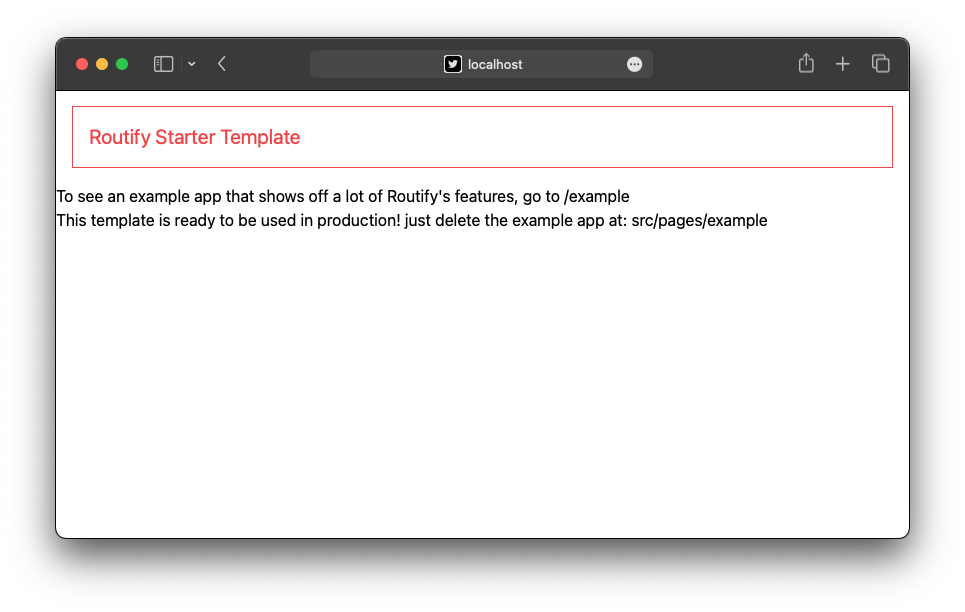 localhost
Routify Starter Template
To see an example app that shows off a lot of Routify's features, go to /example
This template is ready to be used in production! just delete the example app at: src/pages/example